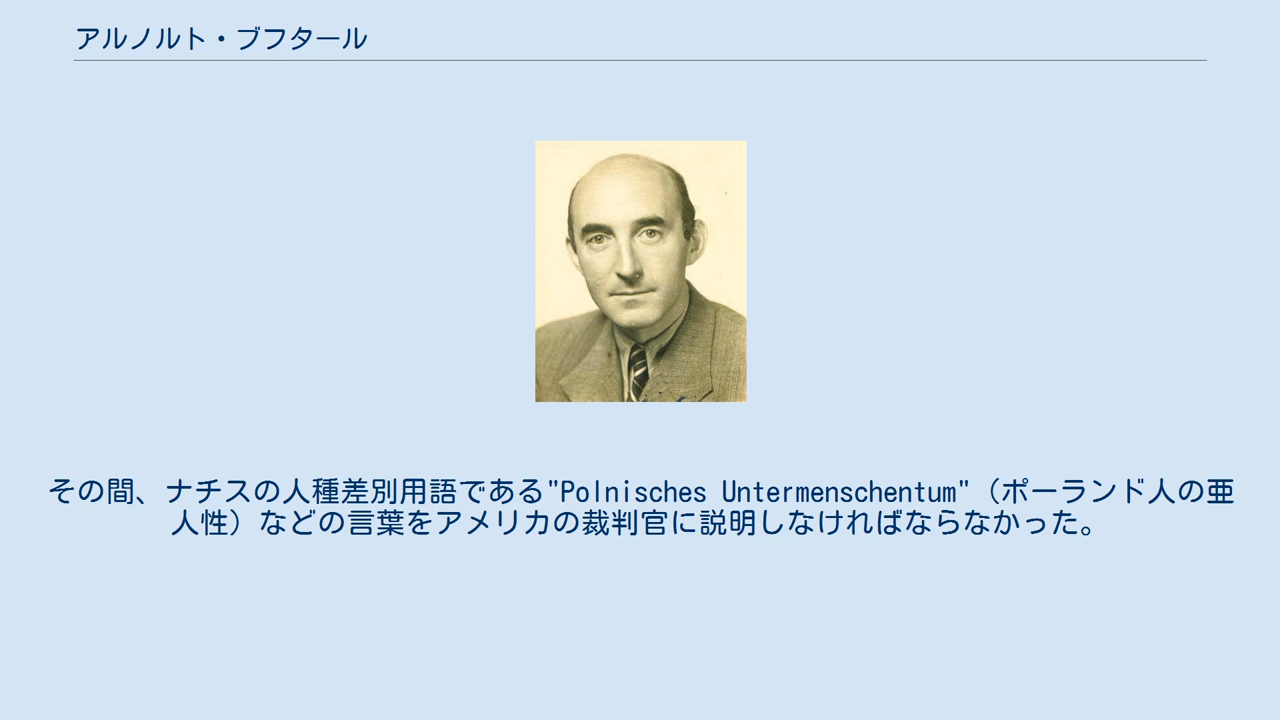 アルノルト・ブフタール
その間、ナチスの人種差別用語である"Polnisches Untermenschentum"（ポーランド人の亜
人性）などの言葉をアメリカの裁判官に説明しなければならなかった。